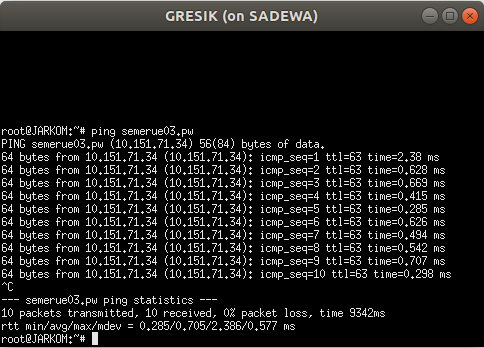 GRESIK (on SADEWA)
root@JARKOM:~# ping semerue03.pw
PING semerue03.pw (10.151.71.34) 56(84) bytes of data.
64 bytes from 10.151.71.34 (10.151.71.34): icmp_seq=1 ttl=63 time=2.38 ms
64 bytes from 10.151.71.34 (10.151.71.34): icmp_seq=2 ttl=63 time=0.628 ms
64 bytes from 10.151.71.34 (10.151.71.34): icmp_seq=3 ttl=63 time=0.669 ms
64 bytes from 10.151.71.34 (10.151.71.34): icmp_seq=4 ttl=63 time=0.415 ms
64 bytes from 10.151.71.34 (10.151.71.34): icmp_seq=5 ttl=63 time=0.285 ms
64 bytes from 10.151.71.34 (10.151.71.34): icmp_seq=6 ttl=63 time=0.626 ms
64 bytes from 10.151.71.34 (10.151.71.34): icmp_seq=7 ttl=63 time=0.494 ms
64 bytes from 10.151.71.34 (10.151.71.34): icmp_seq=8 ttl=63 time=0.542 ms
64 bytes from 10.151.71.34 (10.151.71.34): icmp_seq=9 ttl=63 time=0.707 ms
64 bytes from 10.151.71.34 (10.151.71.34): icmp_seq=10 ttl=63 time=0.298 ms
^C
--- semerue03.pw ping statistics ---
10 packets transmitted, 10 received, 0% packet loss, time 9342ms
rtt min/avg/max/mdev = 0.285/0.705/2.386/0.577 ms
root@JARKOM:~#